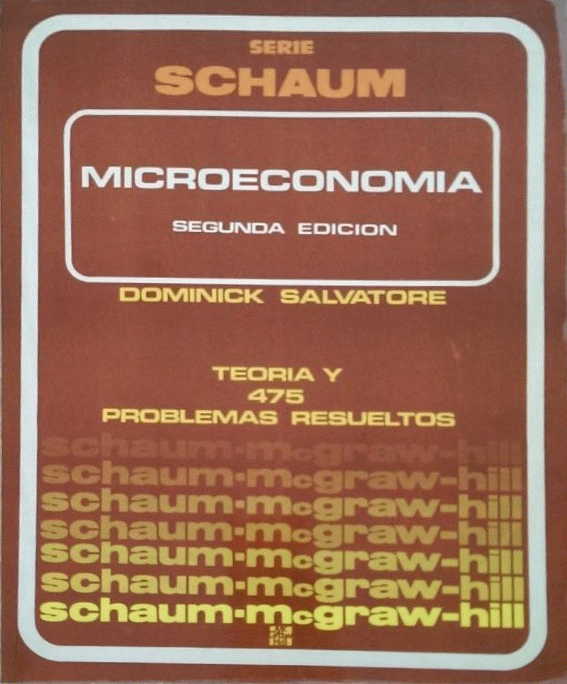 SERIE
SCHAUM
MICROECONOMIA
SEGUNDA EDICION
DOMINICK SALVATORE
TEORIA Y
475
PROBLEMAS RESUELTOS
schaum·mcgraw-hill
schaum·mcgraw-hill
schaum·mcgraw-hill
schaum·mcgraw-hill
schaum·mcgraw-hill
schaum·mcgraw-hill
schaum·mcgraw-hill